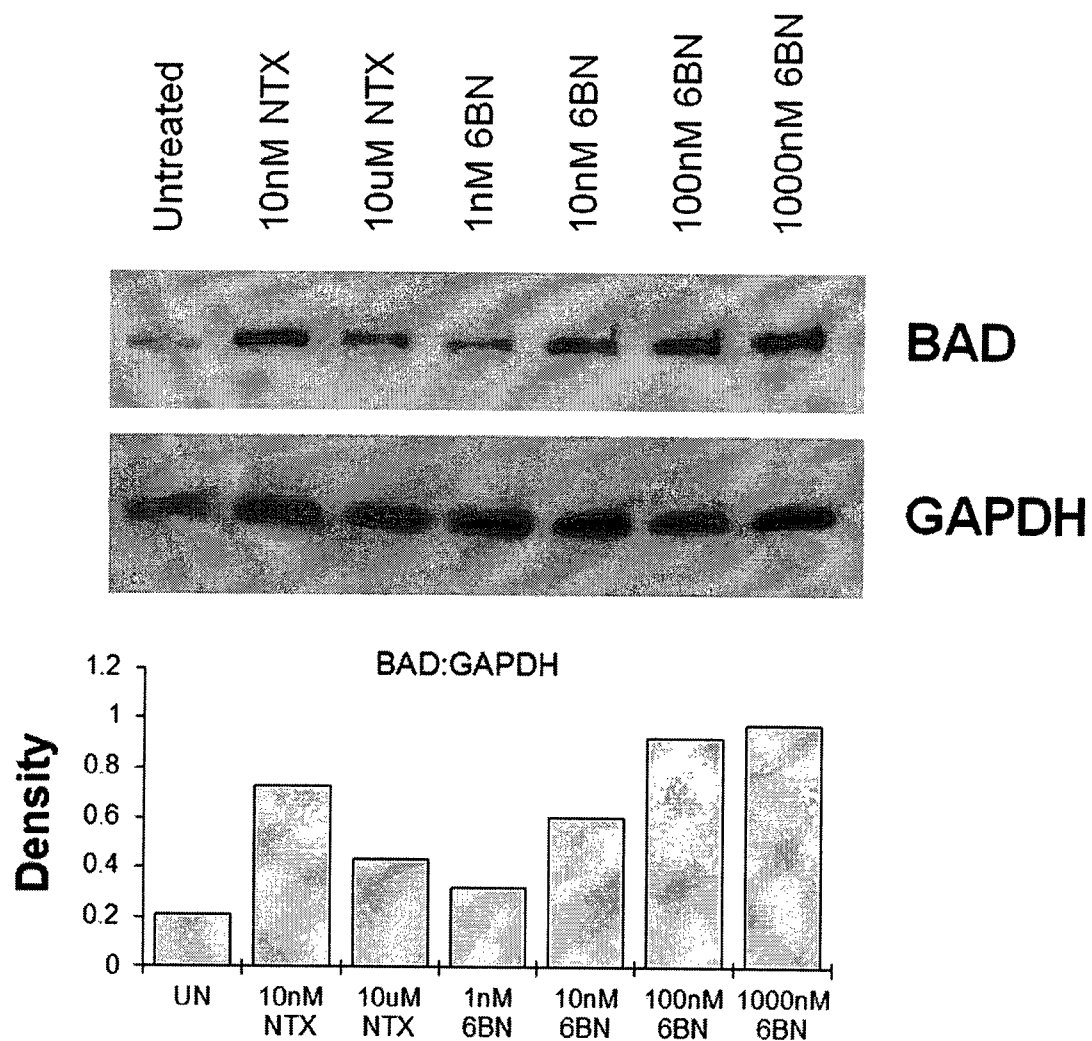 Untreated
10nM NTX
10uM NTX
1nM 6BN
10nM 6BN
100nM 6BN
1000nM 6BN
BAD
GAPDH
BAD:GAPDH
Density
1.2
1
0.8
0.6
0.4
0.2
0
UN
10nM
NTX
10uM
NTX
1nM
6BN
10nM
6BN
100nM
6BN
1000nM
6BN